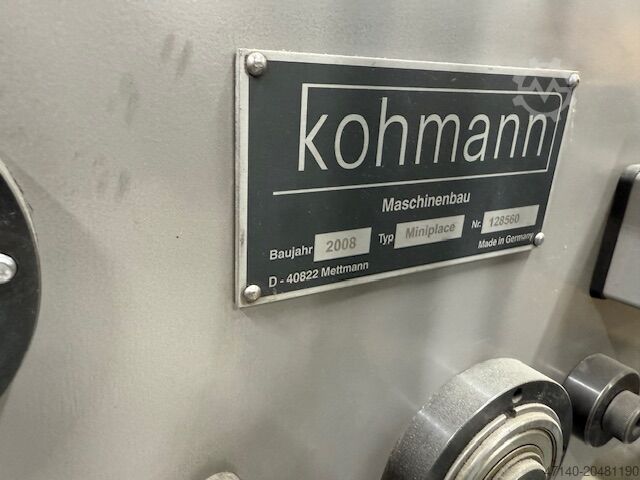 kohmann
Maschinenbau
Baujahr 2008 Typ Miniplace Nr. 128560
D - 40822 Mettmann Made in Germany
47140-20481190